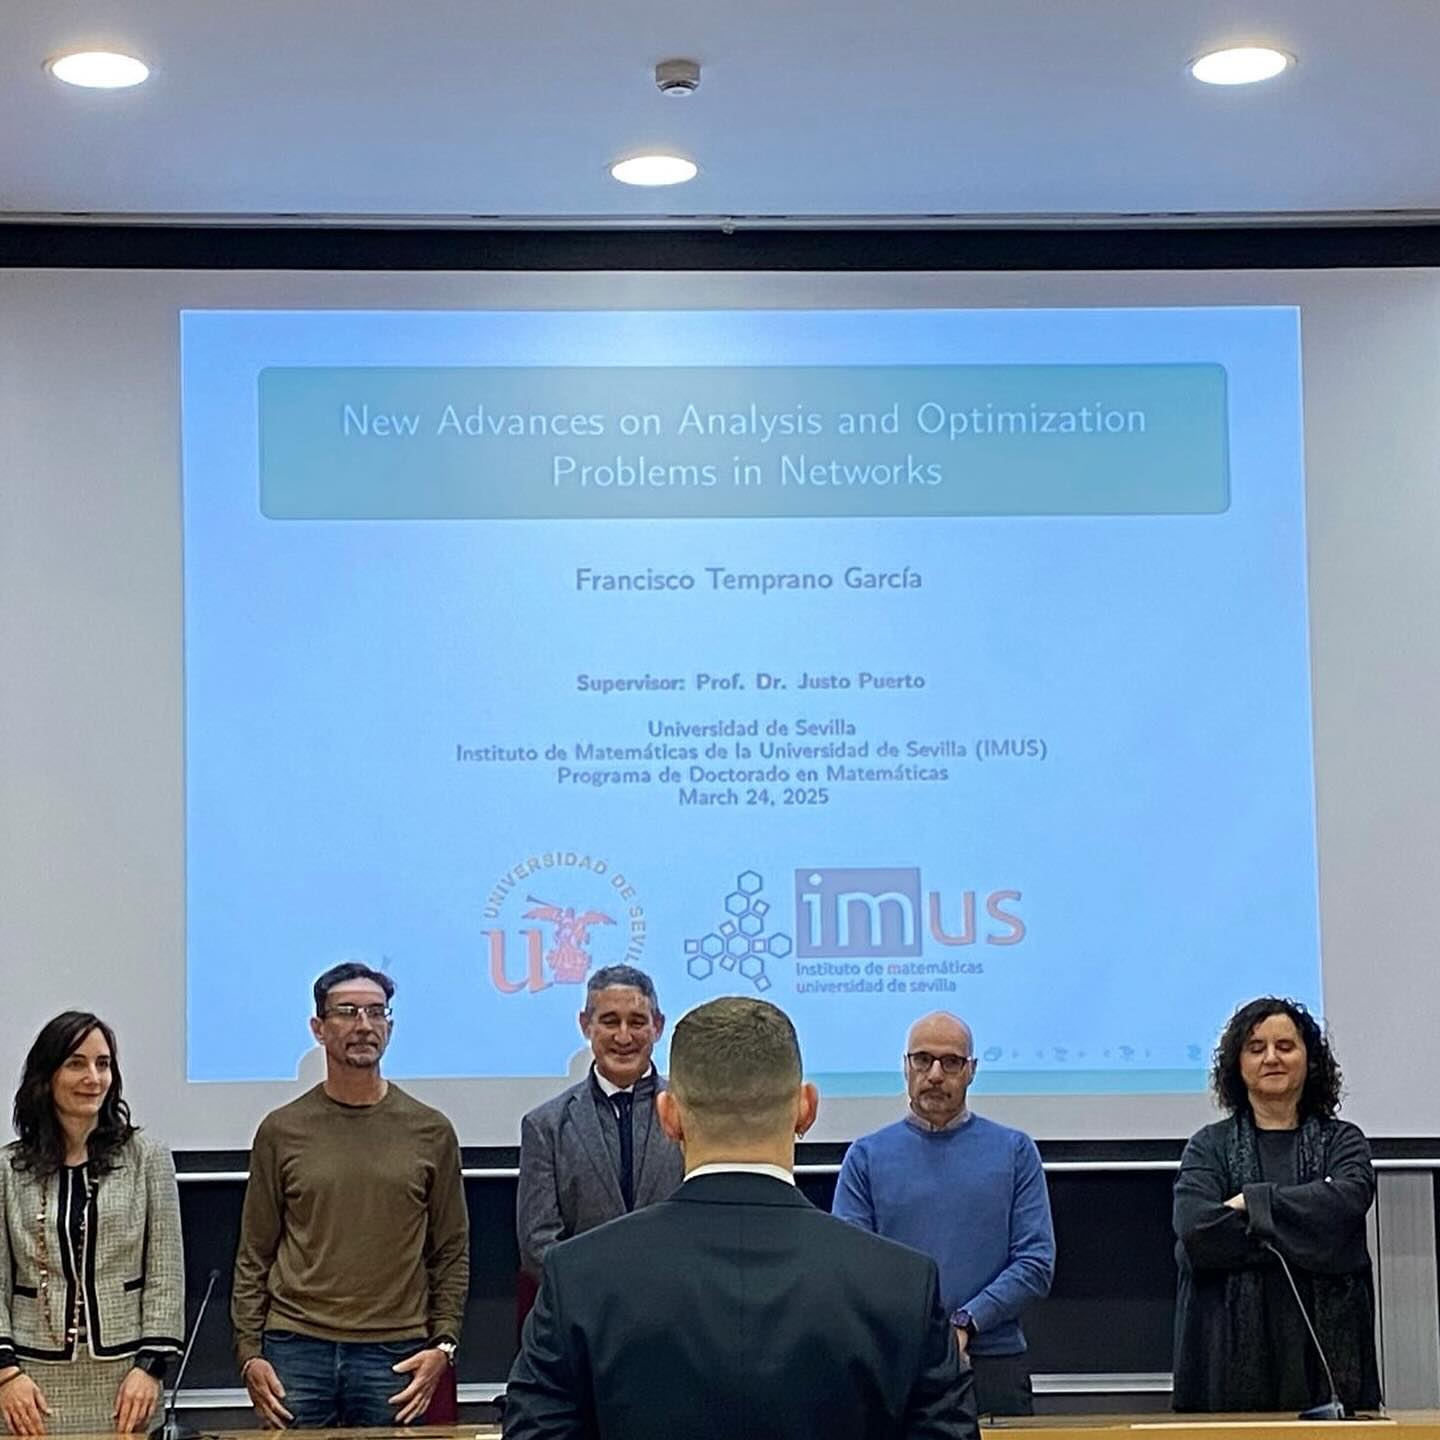 New Advances on Analysis and Optimization
Problems in Networks
Francisco Temprano García
Supervisor: Prof. Dr. Justo Puerto
Universidad de Sevilla
Instituto de Matemáticas de la Universidad de Sevilla (IMUS)
Programa de Doctorado en Matemáticas
March 24, 2025
UNIVERSIDAD DE SEVIL
us
imus
instituto de matemáticas
universidad de sevilla